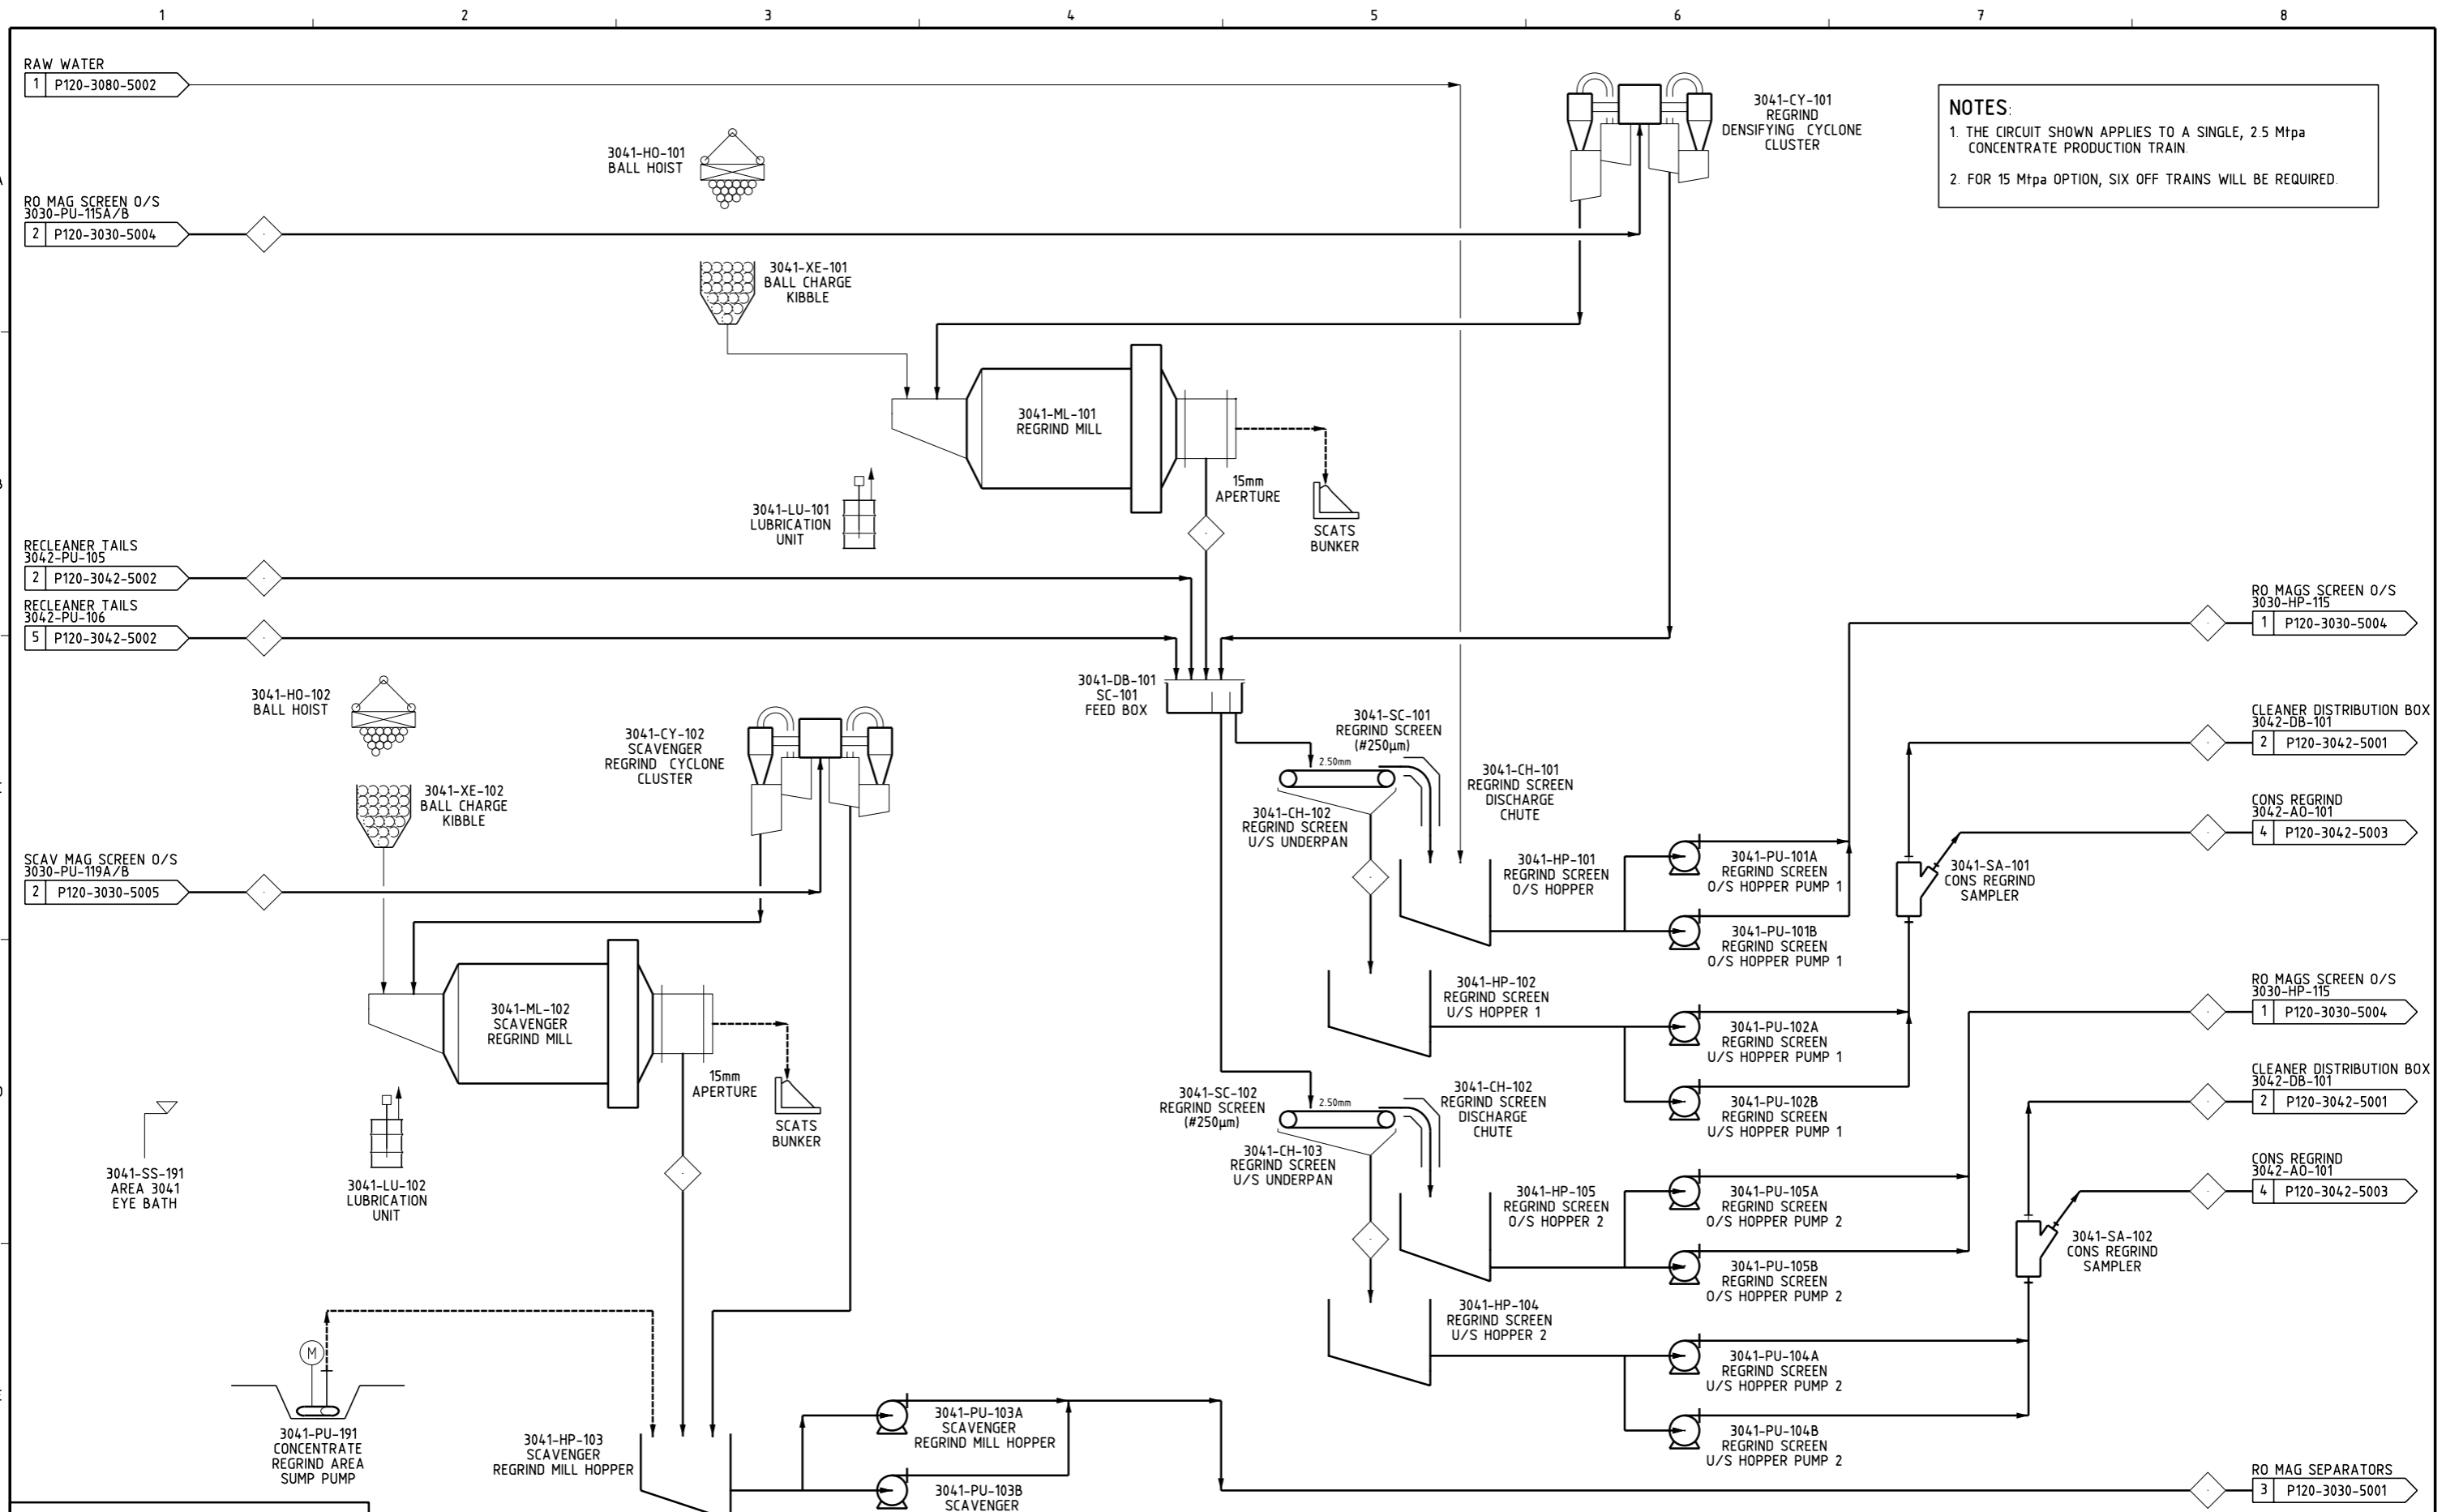 1 2 3 4 5 6 7 8
RAW WATER
1 P120-3080-5002
3041-HO-101
BALL HOIST
3041-CY-101
REGRIND
DENSIFYING CYCLONE
CLUSTER
NOTES:
1. THE CIRCUIT SHOWN APPLIES TO A SINGLE, 2.5 Mtpa
CONCENTRATE PRODUCTION TRAIN.
2. FOR 15 Mtpa OPTION, SIX OFF TRAINS WILL BE REQUIRED.
RO MAG SCREEN O/S
3030-PU-115A/B
2 P120-3030-5004
3041-XE-101
BALL CHARGE
KIBBLE
3041-ML-101
REGRIND MILL
15mm
APERTURE
SCATS
BUNKER
3041-LU-101
LUBRICATION
UNIT
RECLEANER TAILS
3042-PU-105
2 P120-3042-5002
RECLEANER TAILS
3042-PU-106
5 P120-3042-5002
RO MAGS SCREEN O/S
3030-HP-115
1 P120-3030-5004
3041-HO-102
BALL HOIST
3041-CY-102
SCAVENGER
REGRIND CYCLONE
CLUSTER
3041-DB-101
SC-101
FEED BOX
3041-SC-101
REGRIND SCREEN
(#250µm)
2.50mm
3041-CH-101
REGRIND SCREEN
DISCHARGE
CHUTE
3041-CH-102
REGRIND SCREEN
U/S UNDERPAN
CLEANER DISTRIBUTION BOX
3042-DB-101
2 P120-3042-5001
3041-XE-102
BALL CHARGE
KIBBLE
CONS REGRIND
3042-AO-101
4 P120-3042-5003
SCAV MAG SCREEN O/S
3030-PU-119A/B
2 P120-3030-5005
3041-HP-101
REGRIND SCREEN
O/S HOPPER
3041-PU-101A
REGRIND SCREEN
O/S HOPPER PUMP 1
3041-SA-101
CONS REGRIND
SAMPLER
3041-PU-101B
REGRIND SCREEN
O/S HOPPER PUMP 1
3041-ML-102
SCAVENGER
REGRIND MILL
15mm
APERTURE
SCATS
BUNKER
3041-HP-102
REGRIND SCREEN
U/S HOPPER 1
3041-PU-102A
REGRIND SCREEN
U/S HOPPER PUMP 1
RO MAGS SCREEN O/S
3030-HP-115
1 P120-3030-5004
3041-SC-102
REGRIND SCREEN
(#250µm)
2.50mm
3041-CH-102
REGRIND SCREEN
DISCHARGE
CHUTE
3041-PU-102B
REGRIND SCREEN
U/S HOPPER PUMP 1
CLEANER DISTRIBUTION BOX
3042-DB-101
2 P120-3042-5001
3041-CH-103
REGRIND SCREEN
U/S UNDERPAN
3041-SS-191
AREA 3041
EYE BATH
3041-LU-102
LUBRICATION
UNIT
3041-HP-105
REGRIND SCREEN
O/S HOPPER 2
3041-PU-105A
REGRIND SCREEN
O/S HOPPER PUMP 2
CONS REGRIND
3042-AO-101
4 P120-3042-5003
3041-PU-105B
REGRIND SCREEN
O/S HOPPER PUMP 2
3041-SA-102
CONS REGRIND
SAMPLER
3041-HP-104
REGRIND SCREEN
U/S HOPPER 2
3041-PU-104A
REGRIND SCREEN
U/S HOPPER PUMP 2
M
3041-PU-191
CONCENTRATE
REGRIND AREA
SUMP PUMP
3041-HP-103
SCAVENGER
REGRIND MILL HOPPER
3041-PU-103A
SCAVENGER
REGRIND MILL HOPPER
3041-PU-103B
SCAVENGER
3041-PU-104B
REGRIND SCREEN
U/S HOPPER PUMP 2
RO MAG SEPARATORS
3 P120-3030-5001